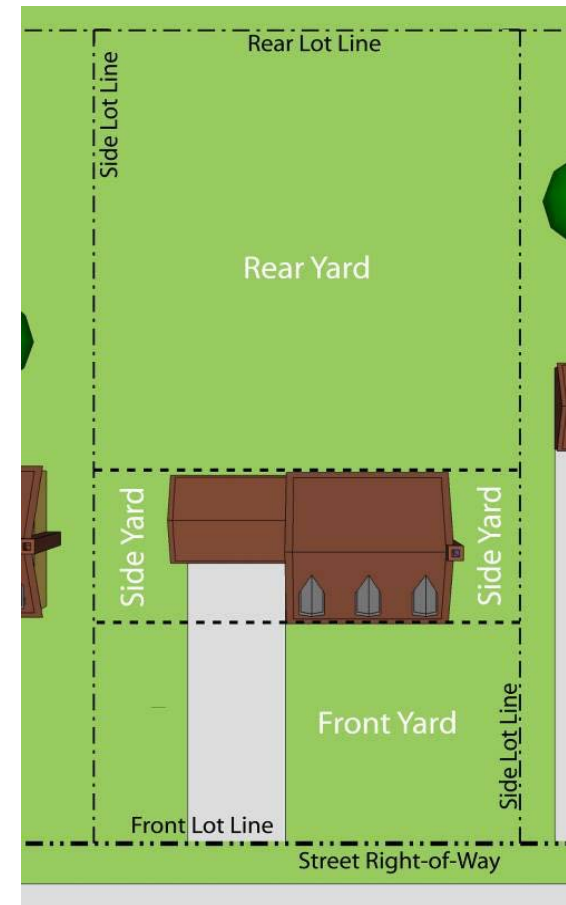 Rear Lot Line
Side Lot Line
Rear Yard
Side Yard
Side Yard
Front Yard
Side Lot Line
Front Lot Line
Street Right-of-Way